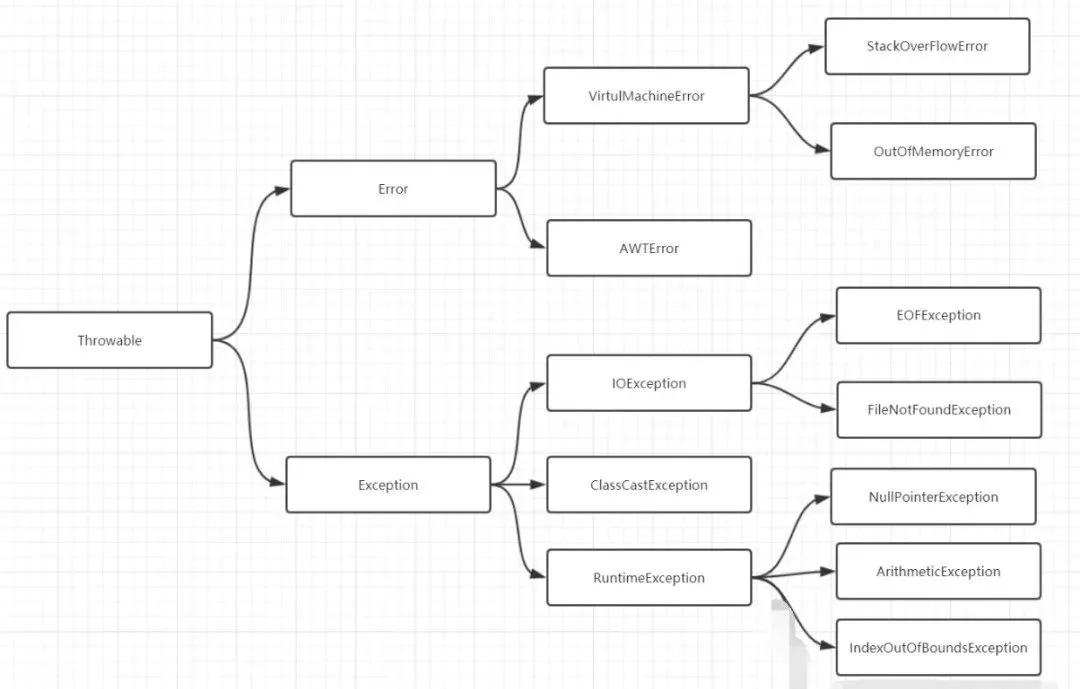 Throwable
Error
Exception
VirtulMachineError
AWTError
IOException
ClassCastException
RuntimeException
StackOverFlowError
OutOfMemoryError
EOFException
FileNotFoundException
NullPointerException
ArithmeticException
IndexOutOfBoundsException